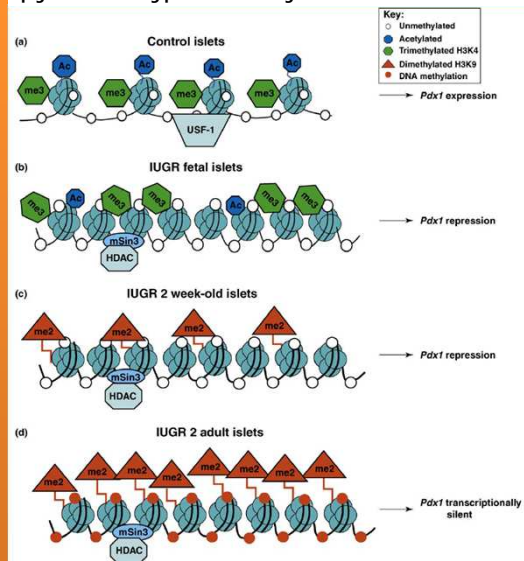 Key:
Unmethylated
Acetylated
Trimethylated H3K4
Dimethylated H3K9
DNA methylation
(a)
Control islets
Ac
Ac
Ac
Ac
me3
me3
me3
me3
USF-1
Pdx1 expression
(b)
IUGR fetal islets
me3
Ac
me3
me3
Ac
me3
me3
mSin3
HDAC
Pdx1 repression
(c)
IUGR 2 week-old islets
me2
me2
me2
me2
mSin3
HDAC
Pdx1 repression
(d)
IUGR 2 adult islets
me2
me2
me2
me2
me2
me2
me2
me2
mSin3
HDAC
Pdx1 transcriptionally
silent